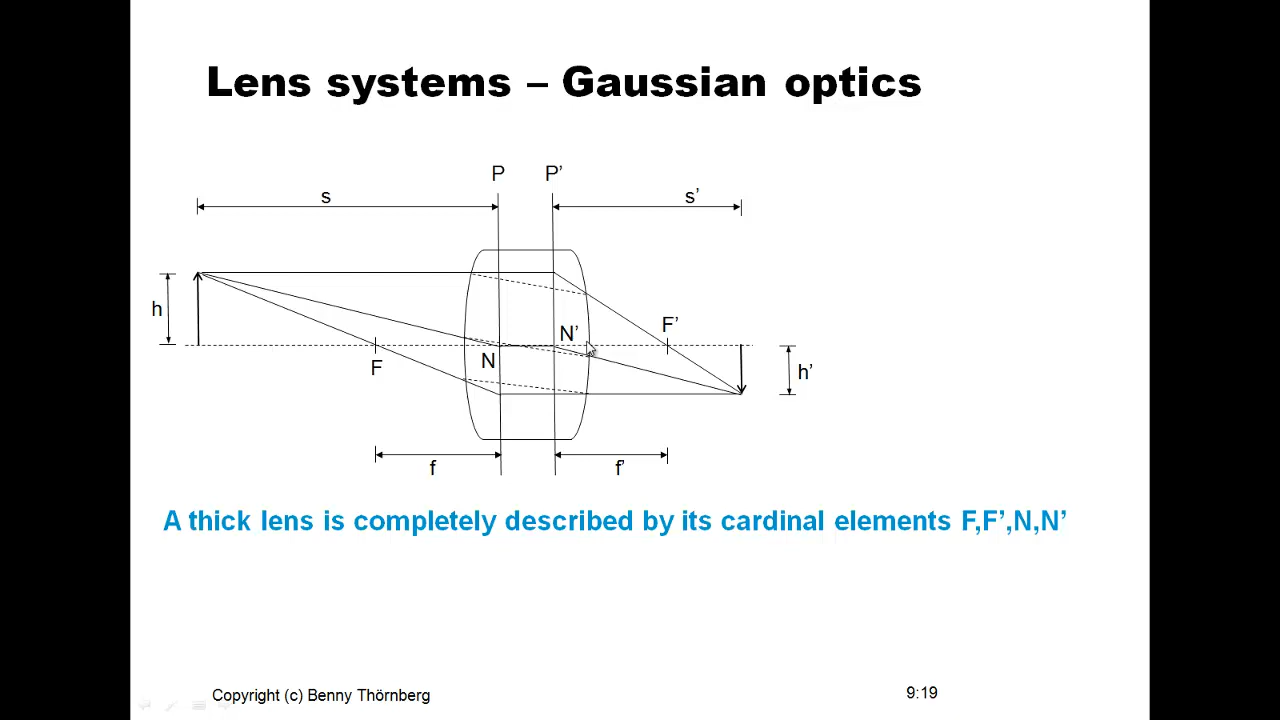 Lens systems – Gaussian optics
P P’
s s’
h
N’ F’
F N
h’
f f’
A thick lens is completely described by its cardinal elements F,F’,N,N’
Copyright (c) Benny Thörnberg 9:19